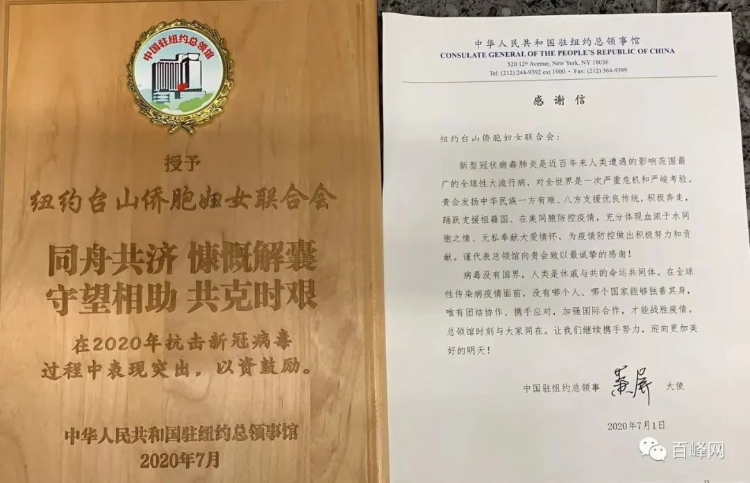 中国驻纽约总领馆
授予
纽约台山侨胞妇女联合会
同舟共济 慷慨解囊
守望相助 共克时艰
在2020年抗击新冠病毒
过程中表现突出，以资鼓励。
中华人民共和国驻纽约总领事馆
2020年7月
中华人民共和国驻纽约总领事馆
CONSULATE GENERAL OF THE PEOPLE'S REPUBLIC OF CHINA
520 12th Avenue, New York, NY 10036
Tel: (212) 244-9392 ext 1000 · Fax: (212) 564-9389
感谢信
纽约台山侨胞妇女联合会：
新型冠状病毒肺炎是近百年来人类遭遇的影响范围最
广的全球性大流行病，对全世界是一次严重危机和严峻考验。
贵会发扬中华民族一方有难、八方支援优良传统，积极奔走，
踊跃支援祖籍国、在美同胞防控疫情，充分体现血浓于水同
胞之情、无私奉献大爱情怀，为疫情防控做出积极努力和贡
献。谨代表总领馆向贵会致以最诚挚的感谢！
病毒没有国界，人类是休戚与共的命运共同体。在全球
性传染病疫情面前，没有哪个人、哪个国家能够独善其身，
唯有团结协作、携手应对，加强国际合作，才能战胜疫情。
总领馆时刻与大家同在，让我们继续携手努力，迎向更加美
好的明天！
中国驻纽约总领事 黄屏 大使
2020年7月1日
百峰网